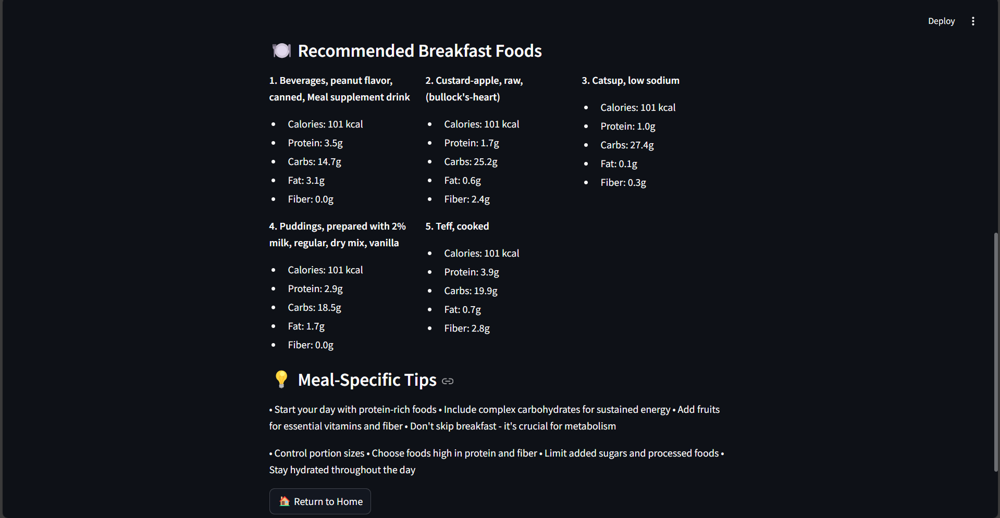 Deploy
Recommended Breakfast Foods
1. Beverages, peanut flavor,
canned, Meal supplement drink
• Calories: 101 kcal
• Protein: 3.5g
• Carbs: 14.7g
• Fat: 3.1g
• Fiber: 0.0g
2. Custard-apple, raw,
(bullock's-heart)
• Calories: 101 kcal
• Protein: 1.7g
• Carbs: 25.2g
• Fat: 0.6g
• Fiber: 2.4g
3. Catsup, low sodium
• Calories: 101 kcal
• Protein: 1.0g
• Carbs: 27.4g
• Fat: 0.1g
• Fiber: 0.3g
4. Puddings, prepared with 2%
milk, regular, dry mix, vanilla
• Calories: 101 kcal
• Protein: 2.9g
• Carbs: 18.5g
• Fat: 1.7g
• Fiber: 0.0g
5. Teff, cooked
• Calories: 101 kcal
• Protein: 3.9g
• Carbs: 19.9g
• Fat: 0.7g
• Fiber: 2.8g
Meal-Specific Tips
• Start your day with protein-rich foods • Include complex carbohydrates for sustained energy • Add fruits
for essential vitamins and fiber • Don't skip breakfast - it's crucial for metabolism
• Control portion sizes • Choose foods high in protein and fiber • Limit added sugars and processed foods •
Stay hydrated throughout the day
Return to Home